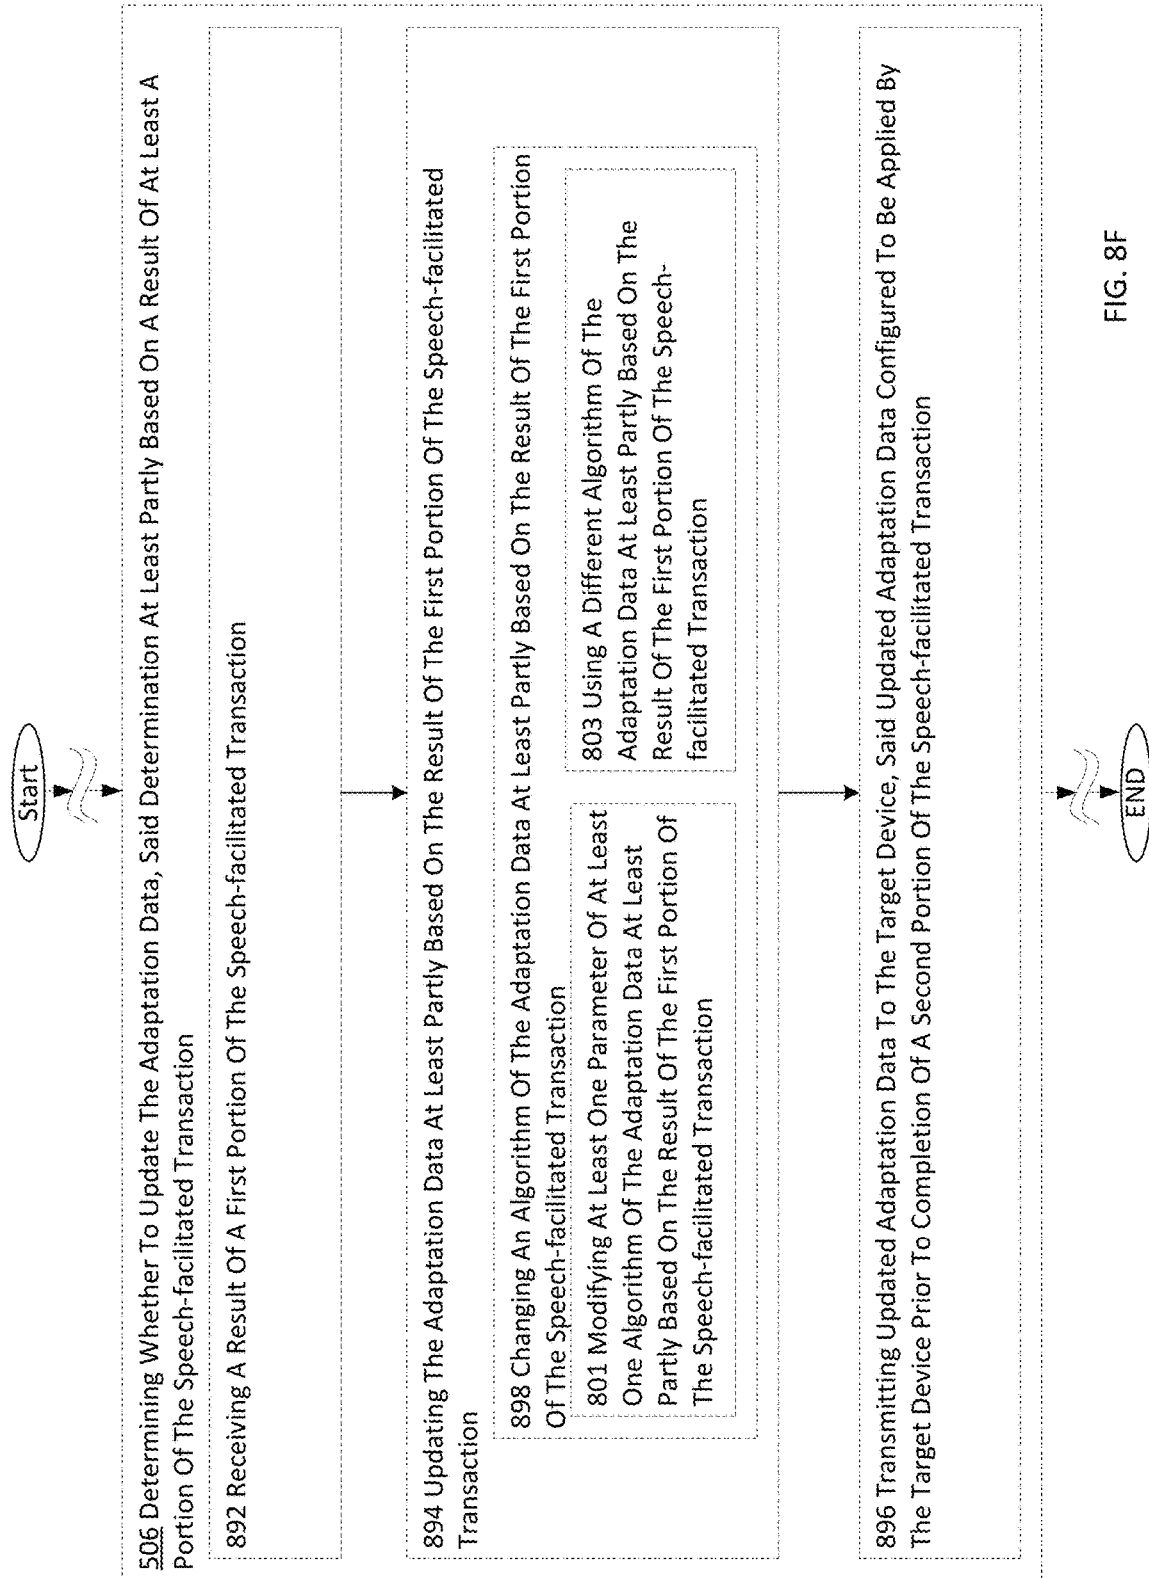 Start
506 Determining Whether To Update The Adaptation Data, Said Determination At Least Partly Based On A Result Of At Least A
Portion Of The Speech-facilitated Transaction
892 Receiving A Result Of A First Portion Of The Speech-facilitated Transaction
894 Updating The Adaptation Data At Least Partly Based On The Result Of The First Portion Of The Speech-facilitated
Transaction
898 Changing An Algorithm Of The Adaptation Data At Least Partly Based On The Result Of The First Portion
Of The Speech-facilitated Transaction
801 Modifying At Least One Parameter Of At Least
One Algorithm Of The Adaptation Data At Least
Partly Based On The Result Of The First Portion Of
The Speech-facilitated Transaction
803 Using A Different Algorithm Of The
Adaptation Data At Least Partly Based On The
Result Of The First Portion Of The Speech-
facilitated Transaction
896 Transmitting Updated Adaptation Data To The Target Device, Said Updated Adaptation Data Configured To Be Applied By
The Target Device Prior To Completion Of A Second Portion Of The Speech-facilitated Transaction
END
FIG. 8F